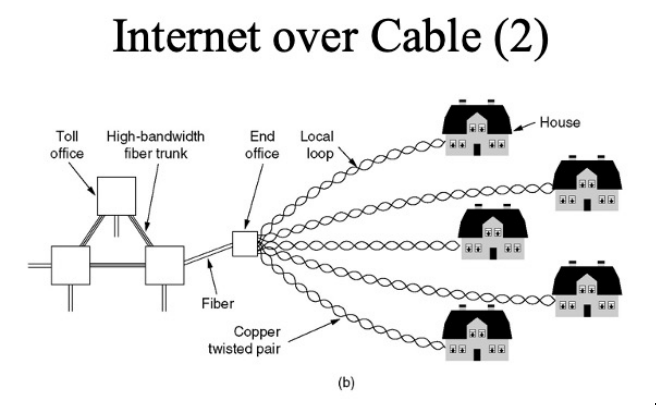 Internet over Cable (2)
Toll
office
High-bandwidth
fiber trunk
End
office
Local
loop
House
Fiber
Copper
twisted pair
(b)